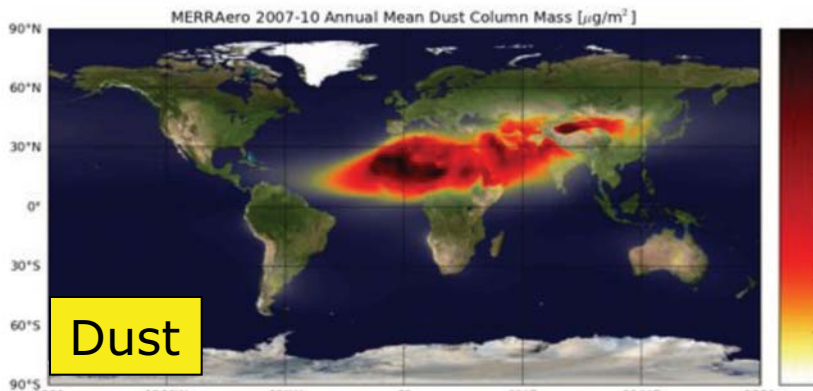 MERRAero 2007-10 Annual Mean Dust Column Mass [μg/m²]
90°N
60°N
30°N
0°
30°S
60°S
90°S
Dust